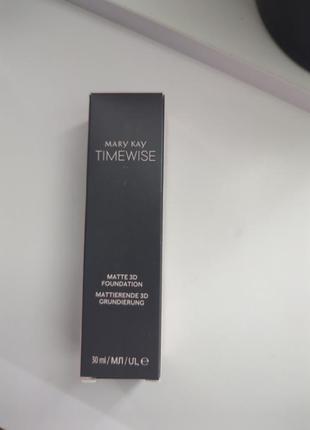 MARY KAY
TIMEWISE
MATTE 3D
FOUNDATION
MATTIERENDE 3D
GRUNDIERUNG
30 ml / МЛ / UL, ℮